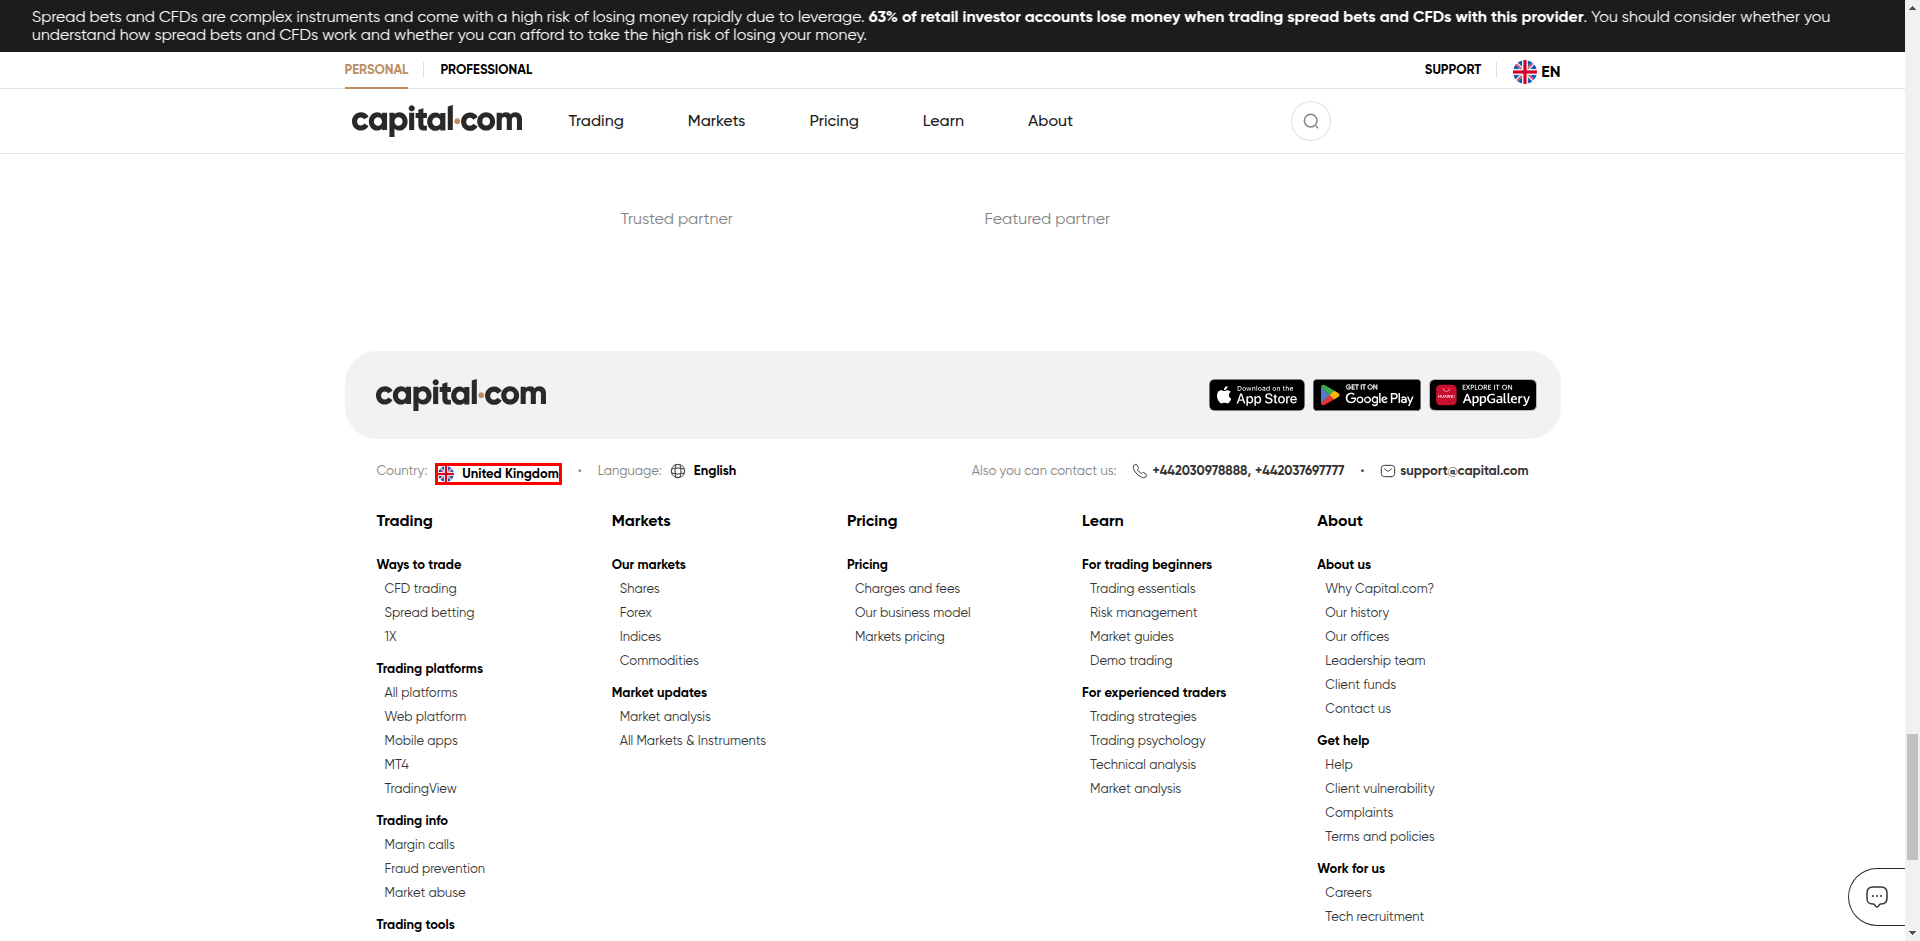 Spread bets and CFDs are complex instruments and come with a high risk of losing money rapidly due to leverage. 63% of retail investor accounts lose money when trading spread bets and CFDs with this provider. You should consider whether you
understand how spread bets and CFDs work and whether you can afford to take the high risk of losing your money.
PERSONAL PROFESSIONAL SUPPORT EN
capital.com Trading Markets Pricing Learn About
Trusted partner Featured partner
capital.com
Download on the App Store
GET IT ON Google Play
EXPLORE IT ON AppGallery
HUAWEI
Country: United Kingdom • Language: English Also you can contact us: +442030978888, +442037697777 • support@capital.com
Trading
Ways to trade
CFD trading
Spread betting
1X
Trading platforms
All platforms
Web platform
Mobile apps
MT4
TradingView
Trading info
Margin calls
Fraud prevention
Market abuse
Trading tools
Markets
Our markets
Shares
Forex
Indices
Commodities
Market updates
Market analysis
All Markets & Instruments
Pricing
Pricing
Charges and fees
Our business model
Markets pricing
Learn
For trading beginners
Trading essentials
Risk management
Market guides
Demo trading
For experienced traders
Trading strategies
Trading psychology
Technical analysis
Market analysis
About
About us
Why Capital.com?
Our history
Our offices
Leadership team
Client funds
Contact us
Get help
Help
Client vulnerability
Complaints
Terms and policies
Work for us
Careers
Tech recruitment